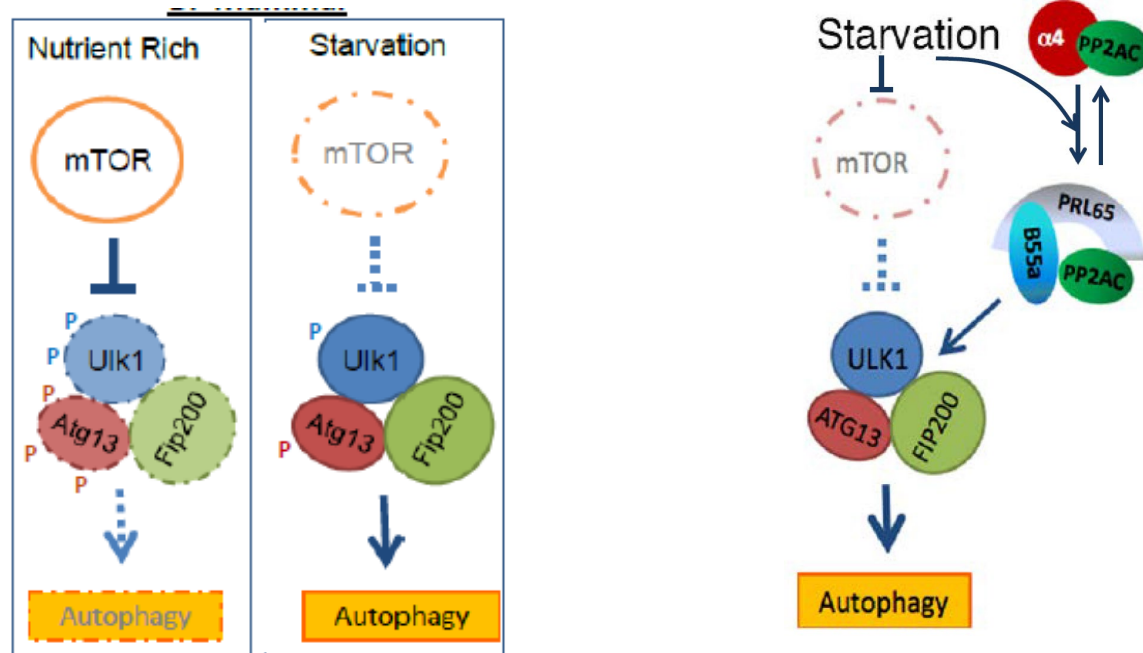 Nutrient Rich
mTOR
P
P
Ulk1
P
Atg13
Fip200
P
P
Autophagy
Starvation
mTOR
P
Ulk1
Atg13
Fip200
P
Autophagy
Starvation
α4
PP2AC
mTOR
PRL65
B55a
PP2AC
ULK1
ATG13
FIP200
Autophagy